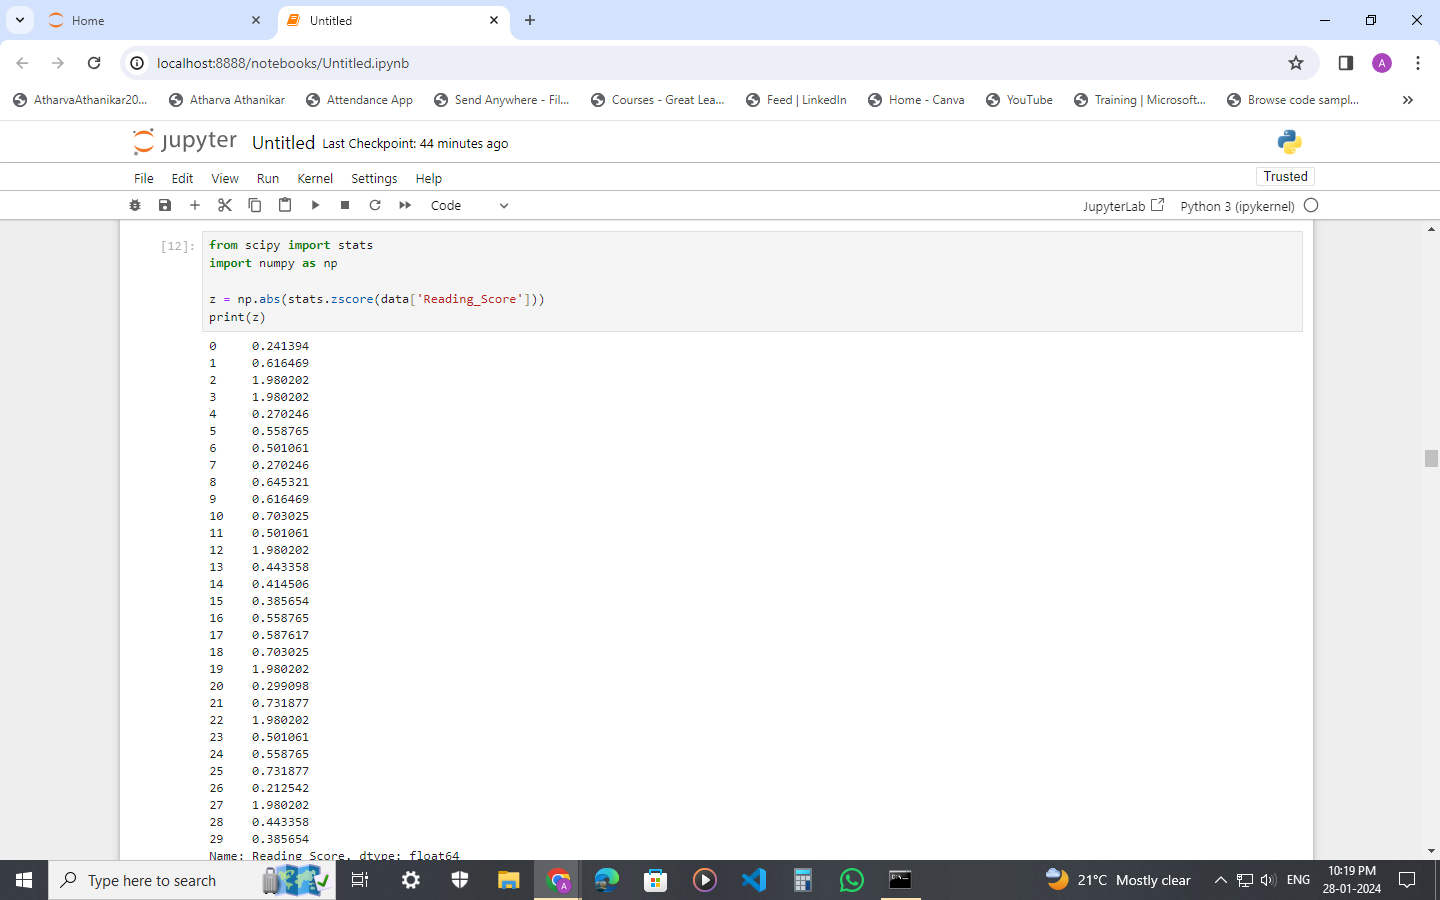 Home
Untitled
localhost:8888/notebooks/Untitled.ipynb
A
AtharvaAthanikar20... Atharva Athanikar Attendance App Send Anywhere - Fil... Courses - Great Lea... Feed | LinkedIn Home - Canva YouTube Training | Microsoft... Browse code sampl...
jupyter Untitled Last Checkpoint: 44 minutes ago
File Edit View Run Kernel Settings Help Trusted
Code JupyterLab Python 3 (ipykernel)
[12]: from scipy import stats
import numpy as np
z = np.abs(stats.zscore(data['Reading_Score']))
print(z)
0 0.241394
1 0.616469
2 1.980202
3 1.980202
4 0.270246
5 0.558765
6 0.501061
7 0.270246
8 0.645321
9 0.616469
10 0.703025
11 0.501061
12 1.980202
13 0.443358
14 0.414506
15 0.385654
16 0.558765
17 0.587617
18 0.703025
19 1.980202
20 0.299098
21 0.731877
22 1.980202
23 0.501061
24 0.558765
25 0.731877
26 0.212542
27 1.980202
28 0.443358
29 0.385654
Name: Reading_Score, dtype: float64
Type here to search
A
21°C Mostly clear
ENG
10:19 PM
28-01-2024